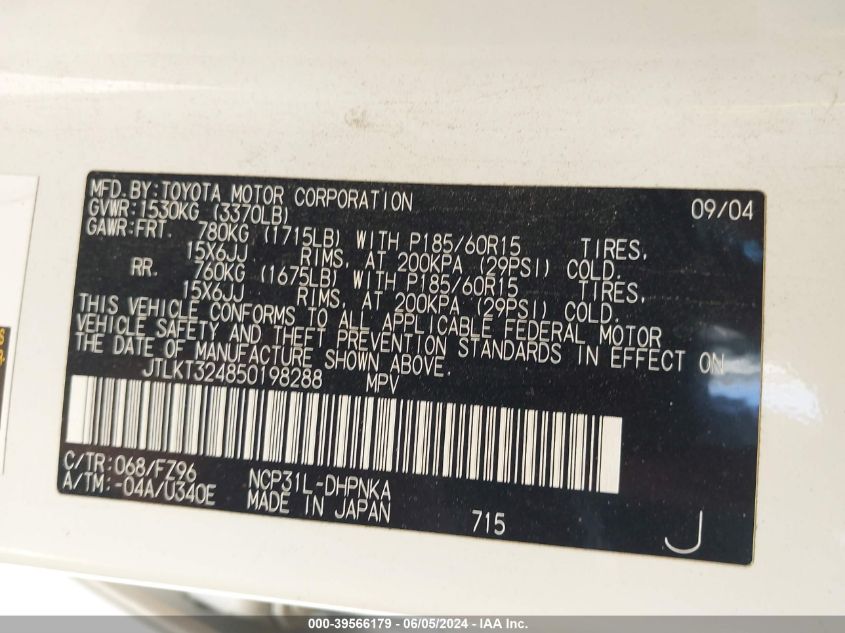 MFD.BY:TOYOTA MOTOR CORPORATION 09/04
GVWR:1530KG (3370LB)
GAWR:FRT. 780KG (1715LB) WITH P185/60R15 TIRES,
15X6JJ RIMS, AT 200KPA (29PSI) COLD.
RR. 760KG (1675LB) WITH P185/60R15 TIRES,
15X6JJ RIMS, AT 200KPA (29PSI) COLD.
THIS VEHICLE CONFORMS TO ALL APPLICABLE FEDERAL MOTOR
VEHICLE SAFETY AND THEFT PREVENTION STANDARDS IN EFFECT ON
THE DATE OF MANUFACTURE SHOWN ABOVE.
JTLKT324850198288 MPV
C/TR:068/FZ96 NCP31L-DHPNKA
A/TM:-04A/U340E MADE IN JAPAN 715 J
000-39566179 - 06/05/2024 - IAA Inc.